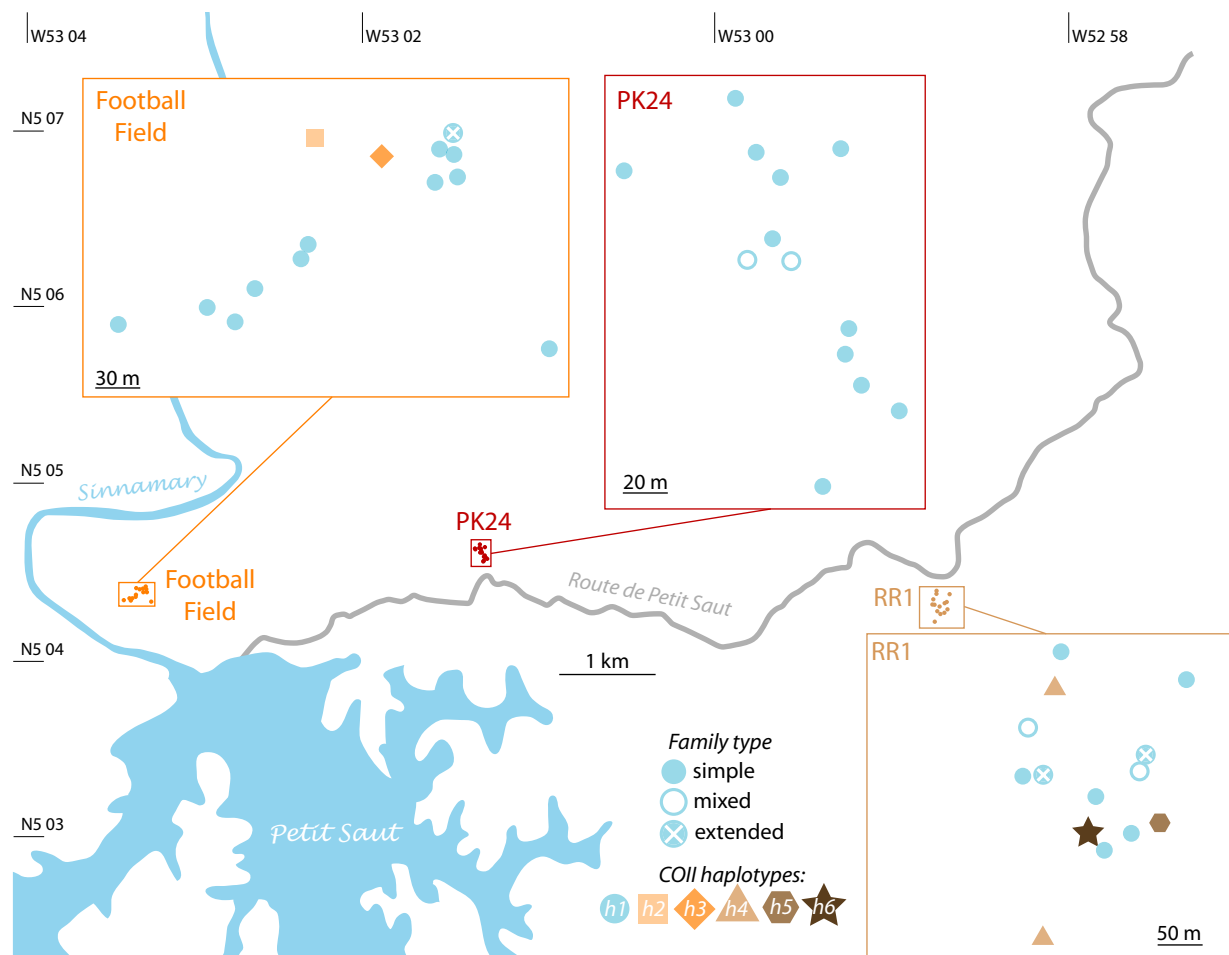 W53 04
W53 02
W53 00
W52 58
N5 07
N5 06
N5 05
N5 04
N5 03
Football
Field
30 m
PK24
20 m
Sinnamary
PK24
Football
Field
Route de Petit Saut
RR1
1 km
RR1
50 m
Petit Saut
Family type
simple
mixed
extended
COII haplotypes:
h1 h2 h3 h4 h5 h6